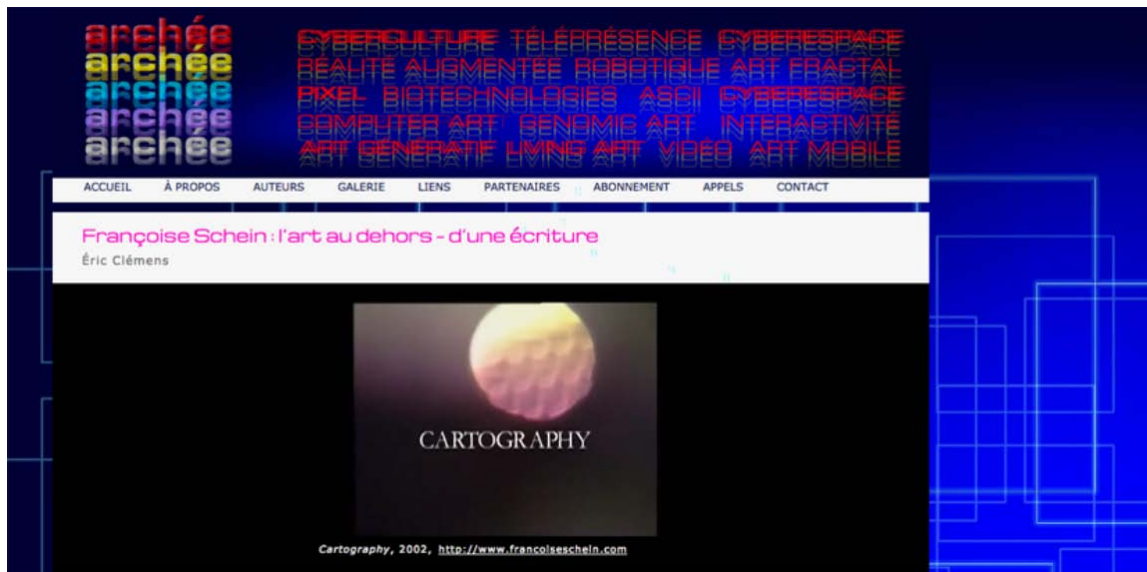 archée
archée
archée
archée
archée
CYBERCULTURE TÉLÉPRÉSENCE CYBERESPACE
RÉALITÉ AUGMENTÉE ROBOTIQUE ART FRACTAL
PIXEL BIOTECHNOLOGIES ASCII CYBERESPACE
COMPUTER ART GENOMIC ART INTERACTIVITÉ
ART GÉNÉRATIF LIVING ART VIDÉO ART MOBILE
ACCUEIL À PROPOS AUTEURS GALERIE LIENS PARTENAIRES ABONNEMENT APPELS CONTACT
Françoise Schein : l'art au dehors - d'une écriture
Éric Clémens
CARTOGRAPHY
Cartography, 2002, http://www.francoiseschein.com